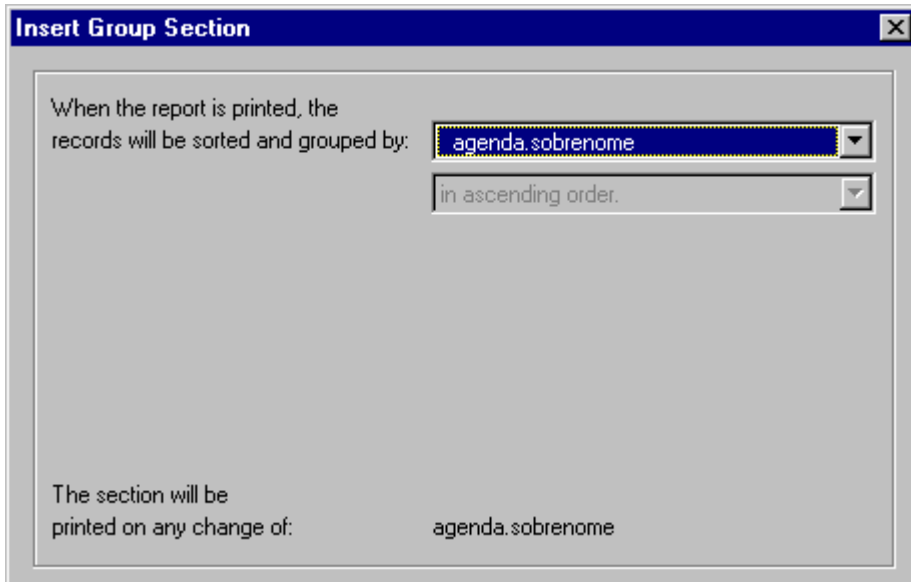 Insert Group Section
When the report is printed, the
records will be sorted and grouped by:
agenda.sobrenome
in ascending order.
The section will be
printed on any change of:
agenda.sobrenome